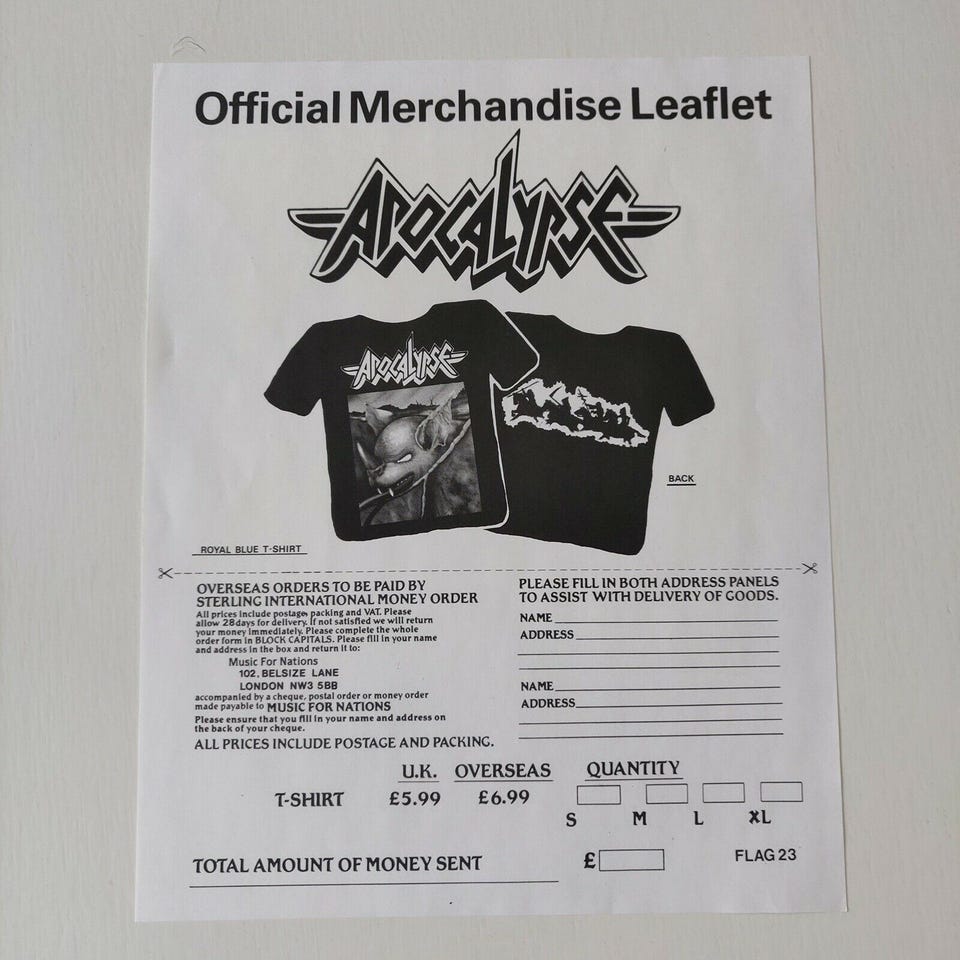 Official Merchandise Leaflet
APOCALYPSE
APOCALYPSE
BACK
ROYAL BLUE T-SHIRT
OVERSEAS ORDERS TO BE PAID BY
STERLING INTERNATIONAL MONEY ORDER
All prices include postage, packing and VAT. Please
allow 28days for delivery. If not satisfied we will return
your money immediately. Please complete the whole
order form in BLOCK CAPITALS. Please fill in your name
and address in the box and return it to:
Music For Nations
102, BELSIZE LANE
LONDON NW3 5BB
accompanied by a cheque, postal order or money order
made payable to MUSIC FOR NATIONS
Please ensure that you fill in your name and address on
the back of your cheque.
ALL PRICES INCLUDE POSTAGE AND PACKING.
PLEASE FILL IN BOTH ADDRESS PANELS
TO ASSIST WITH DELIVERY OF GOODS.
NAME
ADDRESS
NAME
ADDRESS
U.K. OVERSEAS QUANTITY
T-SHIRT £5.99 £6.99
S M L XL
TOTAL AMOUNT OF MONEY SENT £
FLAG 23